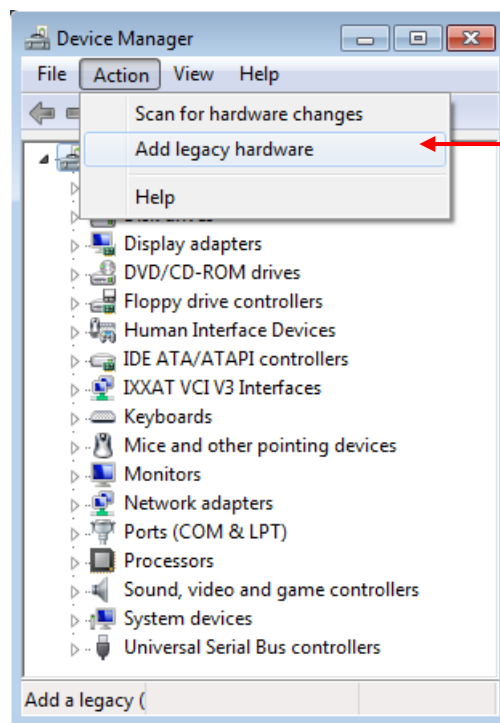 Device Manager
File Action View Help
Scan for hardware changes
Add legacy hardware
Help
Disk drives
Display adapters
DVD/CD-ROM drives
Floppy drive controllers
Human Interface Devices
IDE ATA/ATAPI controllers
IXXAT VCI V3 Interfaces
Keyboards
Mice and other pointing devices
Monitors
Network adapters
Ports (COM & LPT)
Processors
Sound, video and game controllers
System devices
Universal Serial Bus controllers
Add a legacy (